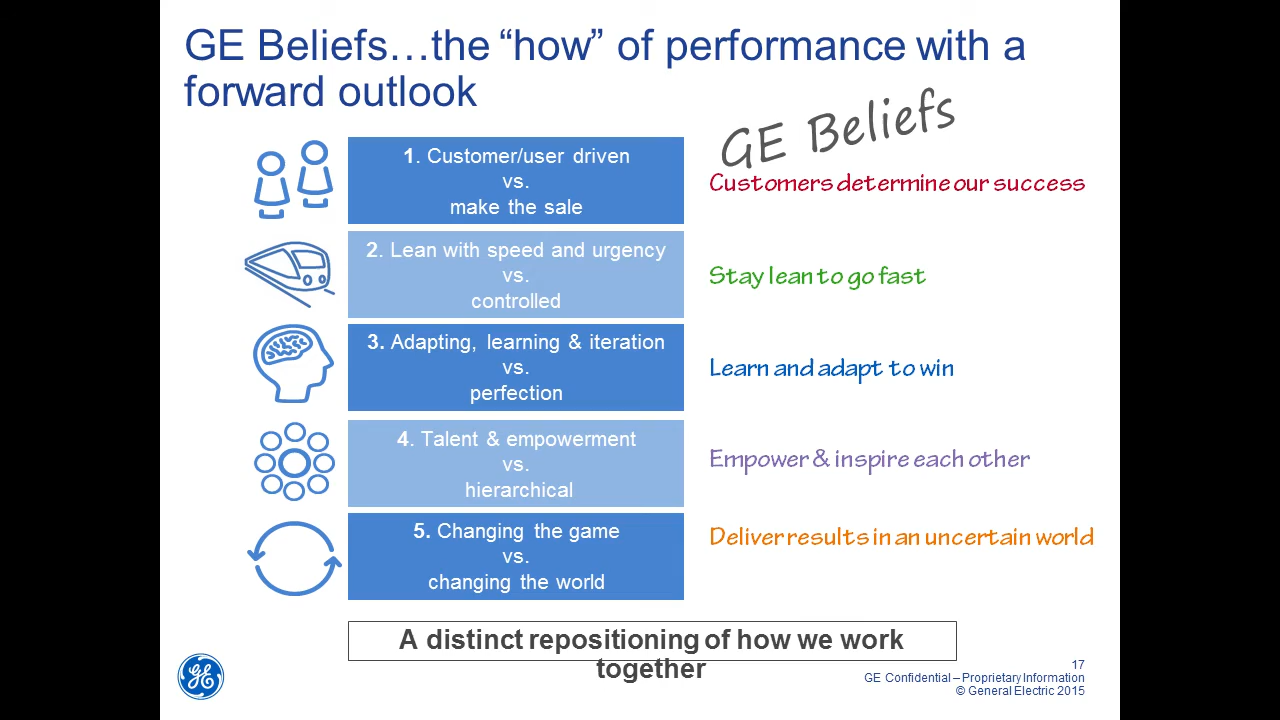 GE Beliefs…the “how” of performance with a
forward outlook
GE Beliefs
1. Customer/user driven
vs.
make the sale
Customers determine our success
2. Lean with speed and urgency
vs.
controlled
Stay lean to go fast
3. Adapting, learning & iteration
vs.
perfection
Learn and adapt to win
4. Talent & empowerment
vs.
hierarchical
Empower & inspire each other
5. Changing the game
vs.
changing the world
Deliver results in an uncertain world
A distinct repositioning of how we work
together
GE
17
GE Confidential – Proprietary Information
© General Electric 2015